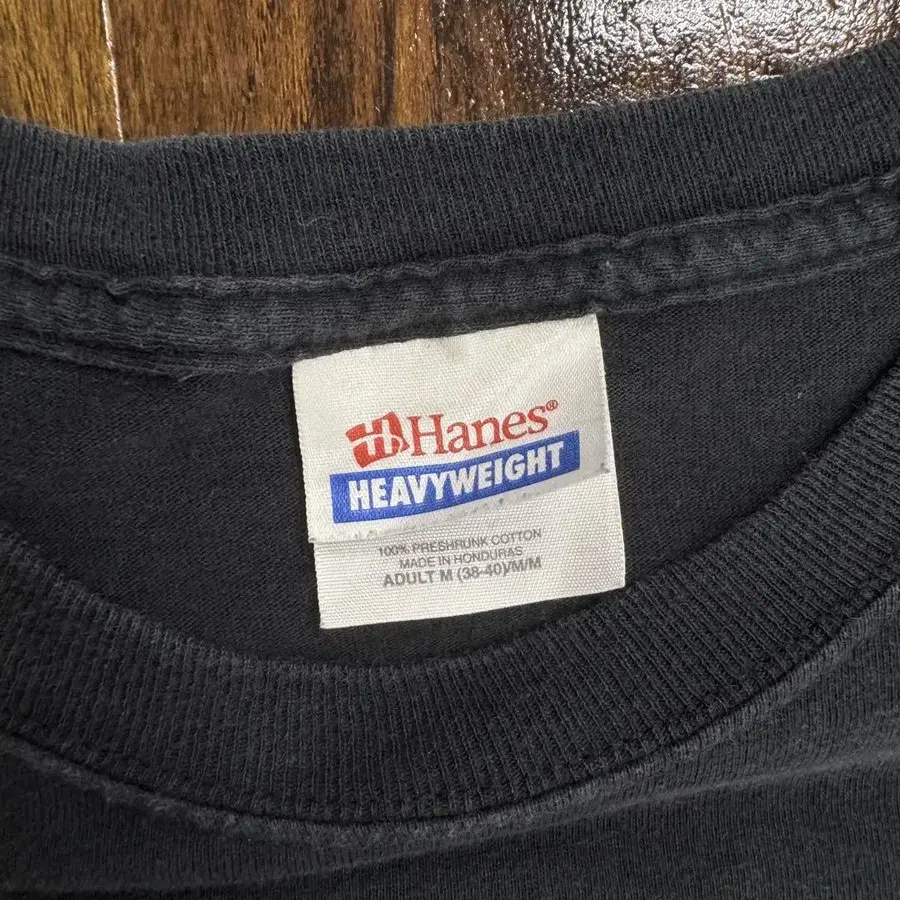 Hanes®
HEAVYWEIGHT
100% PRESHRUNK COTTON
MADE IN HONDURAS
ADULT M (38-40)/M/M